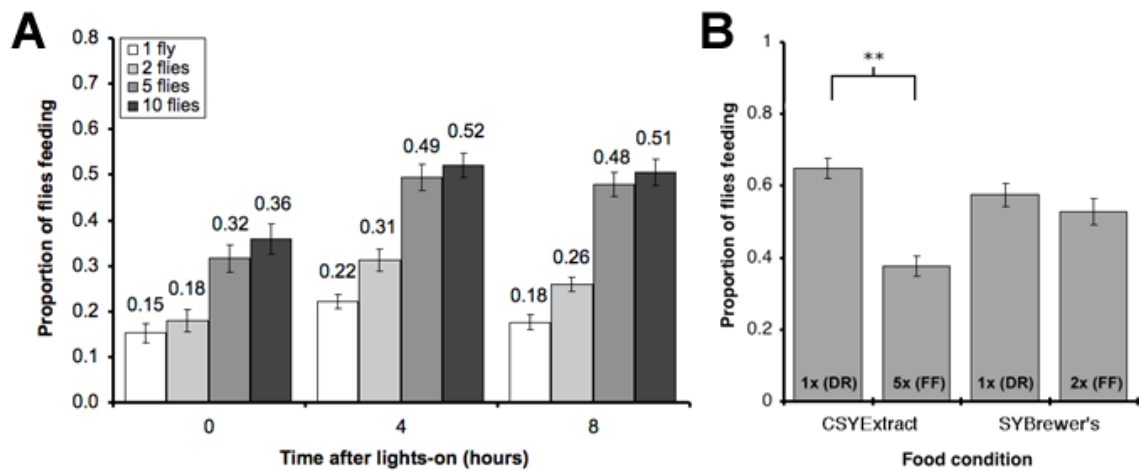 A
Proportion of flies feeding
0.8
0.7
0.6
0.5
0.4
0.3
0.2
0.1
0.0
1 fly
2 flies
5 flies
10 flies
0.15
0.18
0.32
0.36
0.22
0.31
0.49
0.52
0.18
0.26
0.48
0.51
0
4
8
Time after lights-on (hours)
B
Proportion of flies feeding
1
0.8
0.6
0.4
0.2
0
**
1x (DR)
5x (FF)
1x (DR)
2x (FF)
CSYExtract
SYBrewer's
Food condition